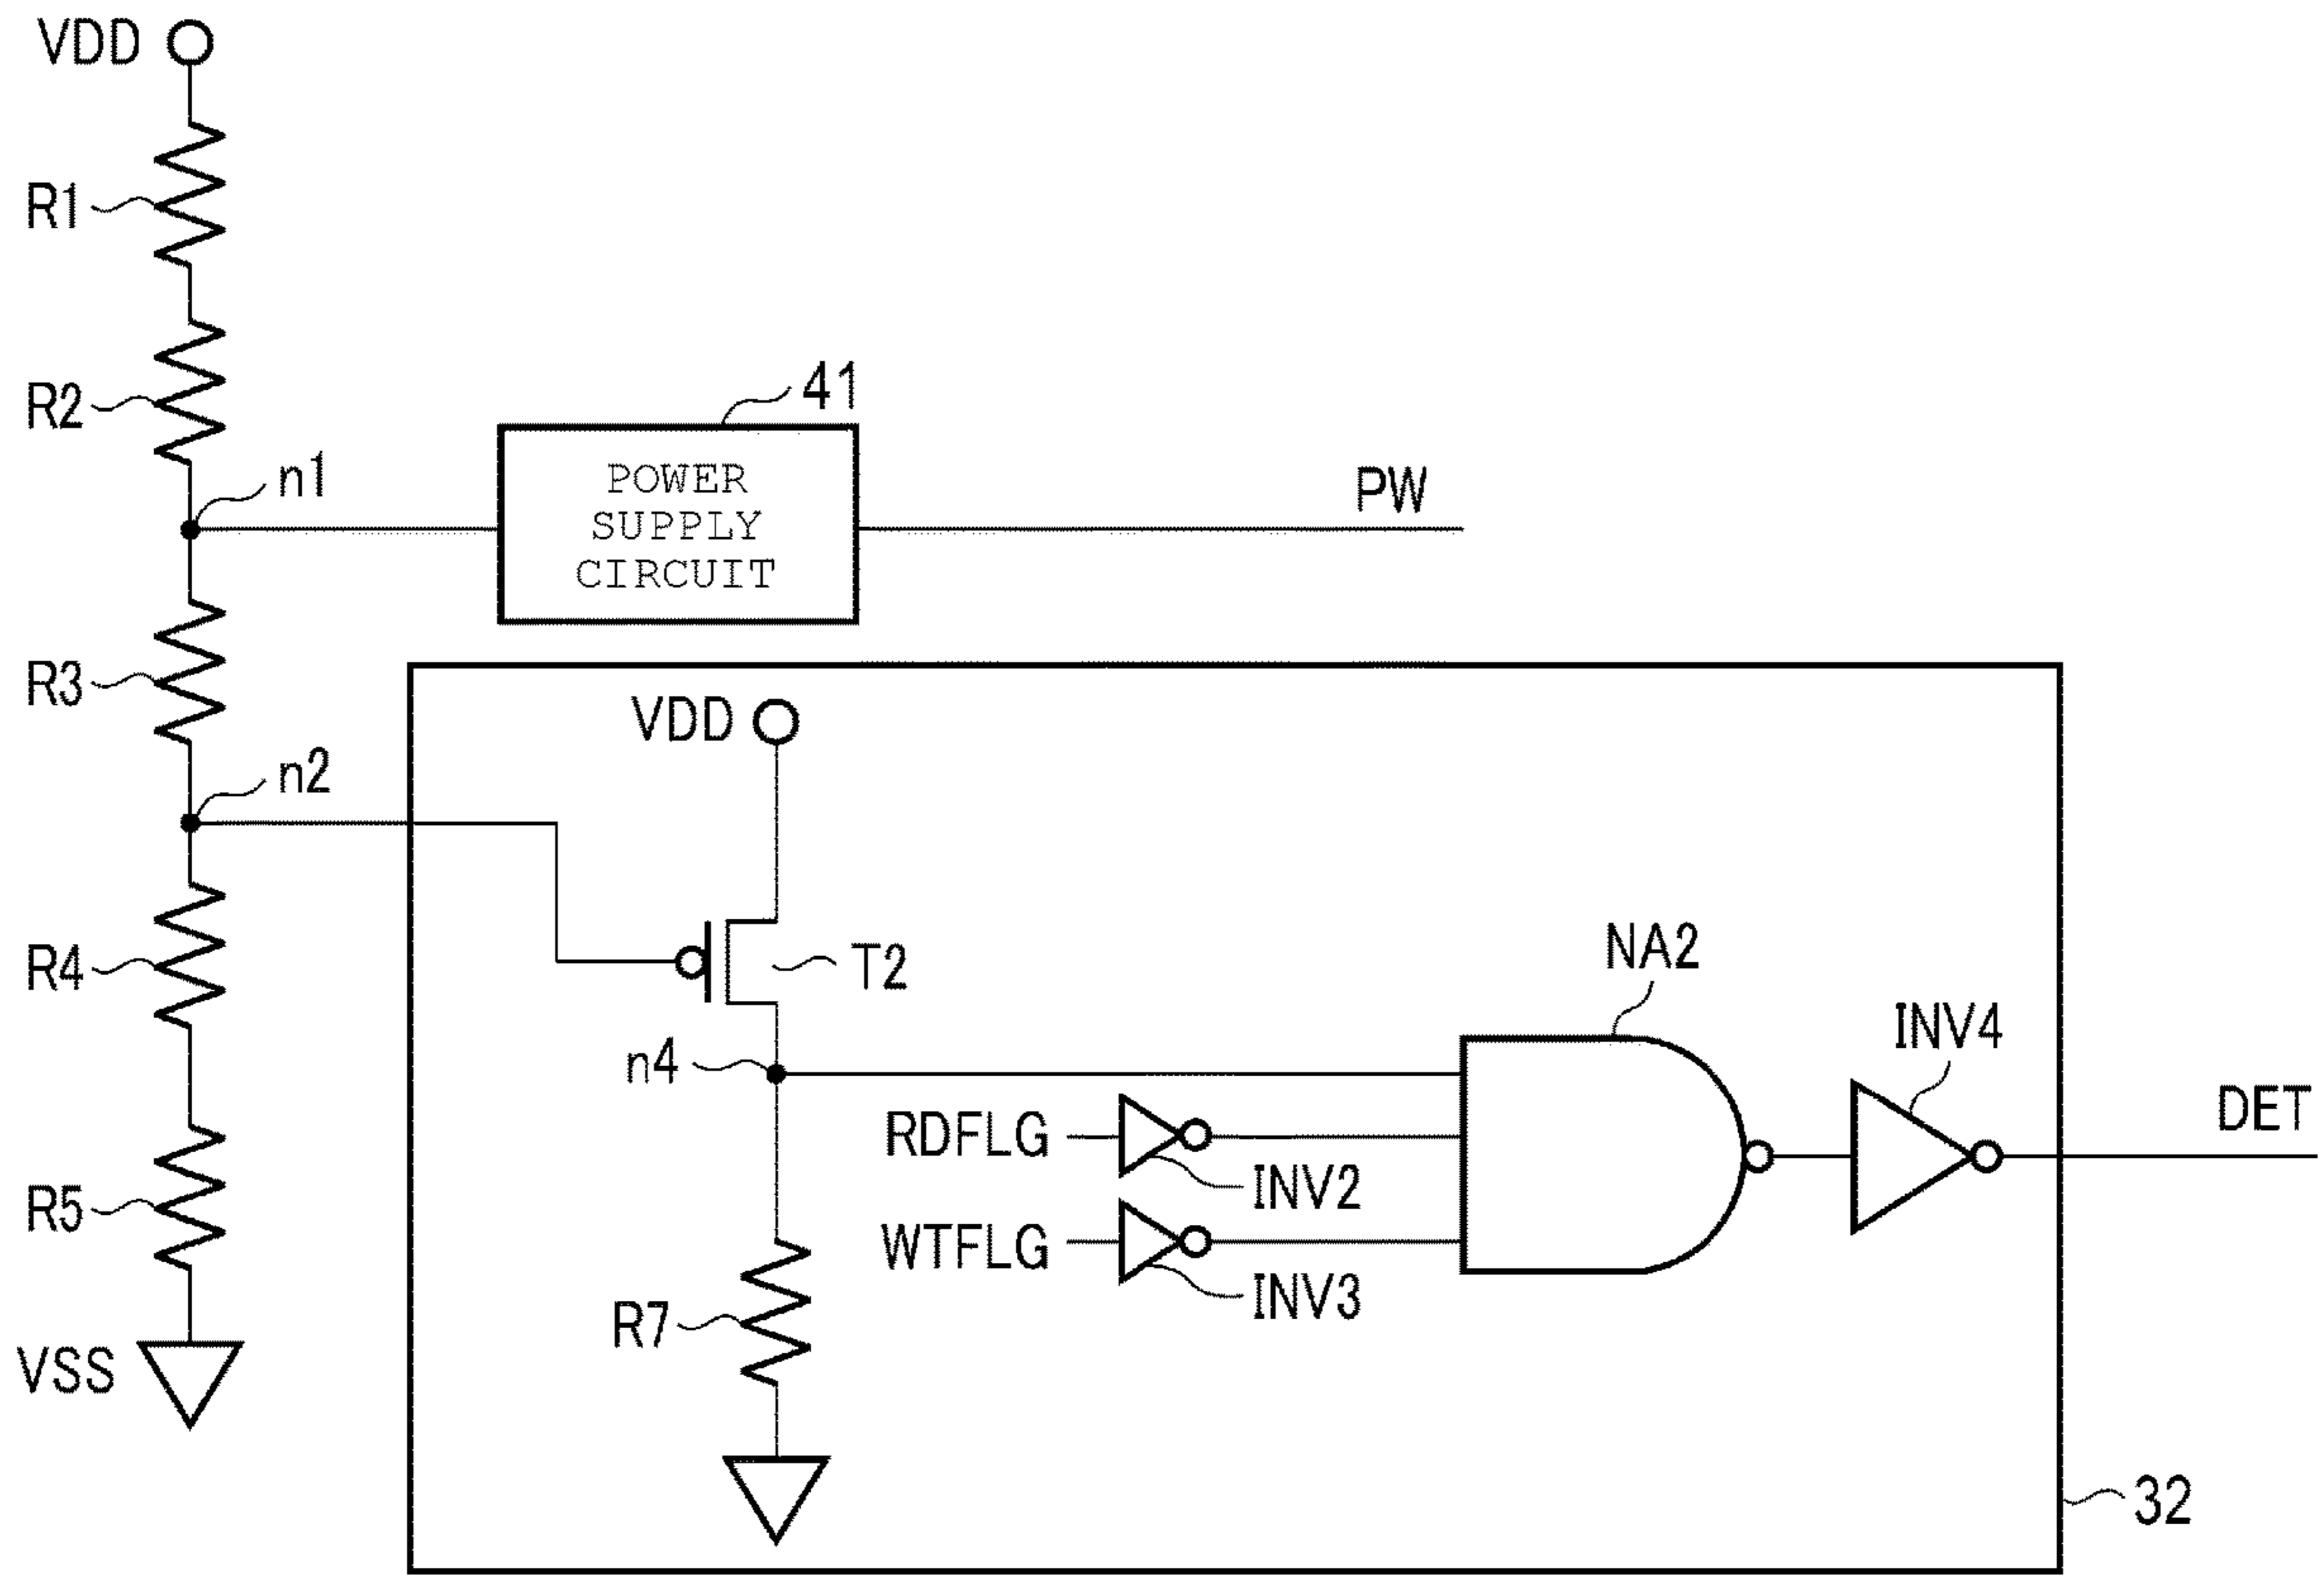 VDD
R1
R2
41
n1
POWER
SUPPLY
CIRCUIT
PW
R3
VDD
n2
T2
NA2
R4
INV4
n4
DET
RDFLG
INV2
R5
WTFLG
INV3
R7
VSS
32